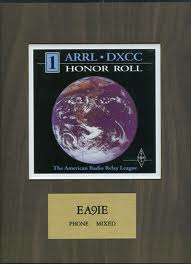 1 ARRL · DXCC
HONOR ROLL
The American Radio Relay League
EA9IE
PHONE MIXED